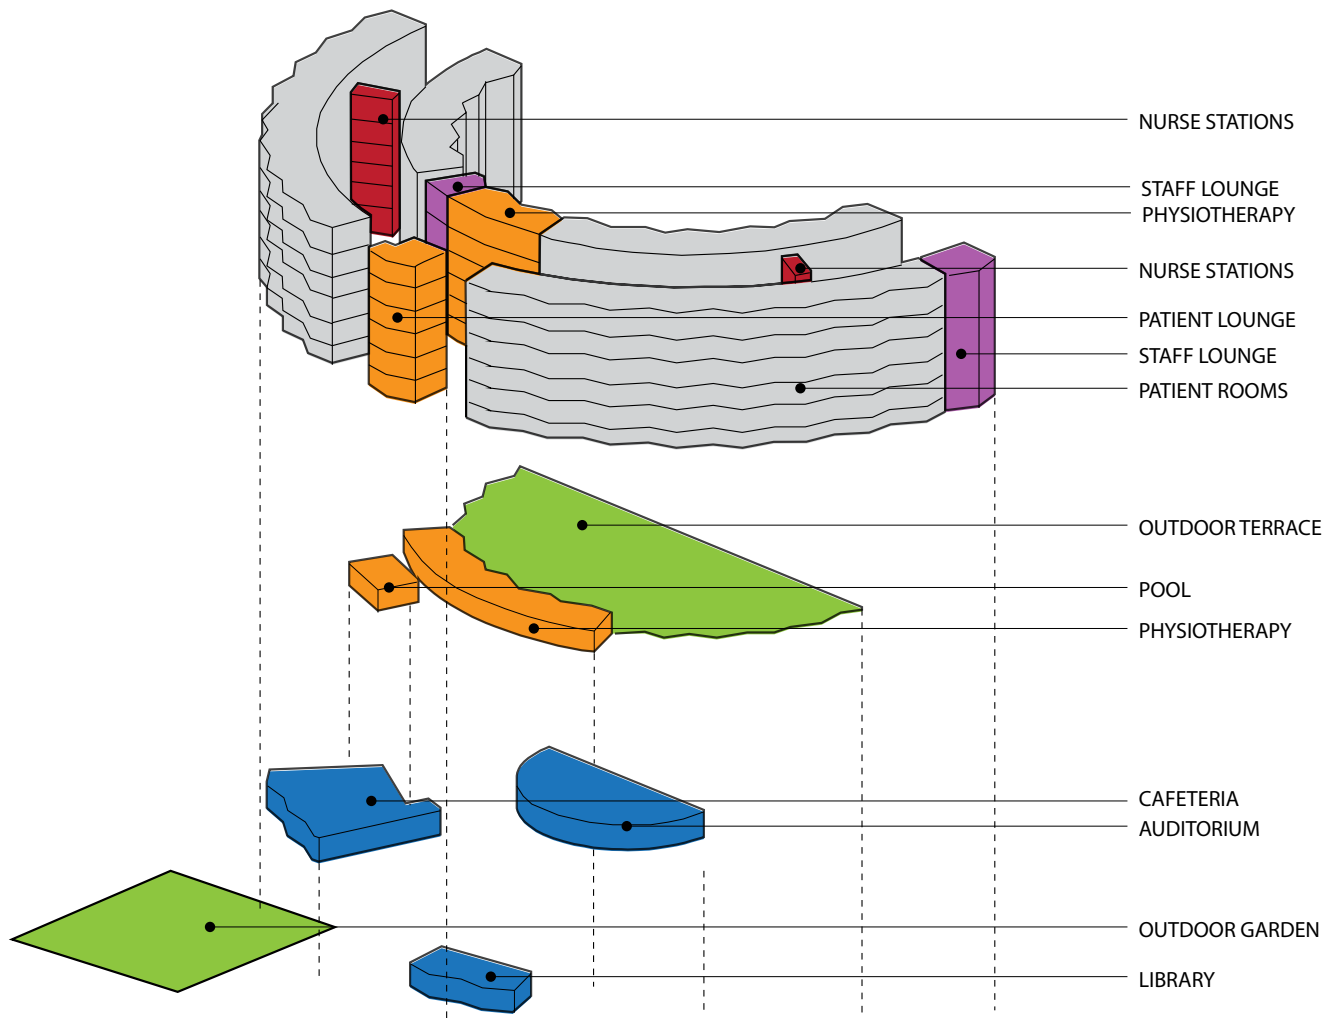 NURSE STATIONS
STAFF LOUNGE
PHYSIOTHERAPY
NURSE STATIONS
PATIENT LOUNGE
STAFF LOUNGE
PATIENT ROOMS
OUTDOOR TERRACE
POOL
PHYSIOTHERAPY
CAFETERIA
AUDITORIUM
OUTDOOR GARDEN
LIBRARY